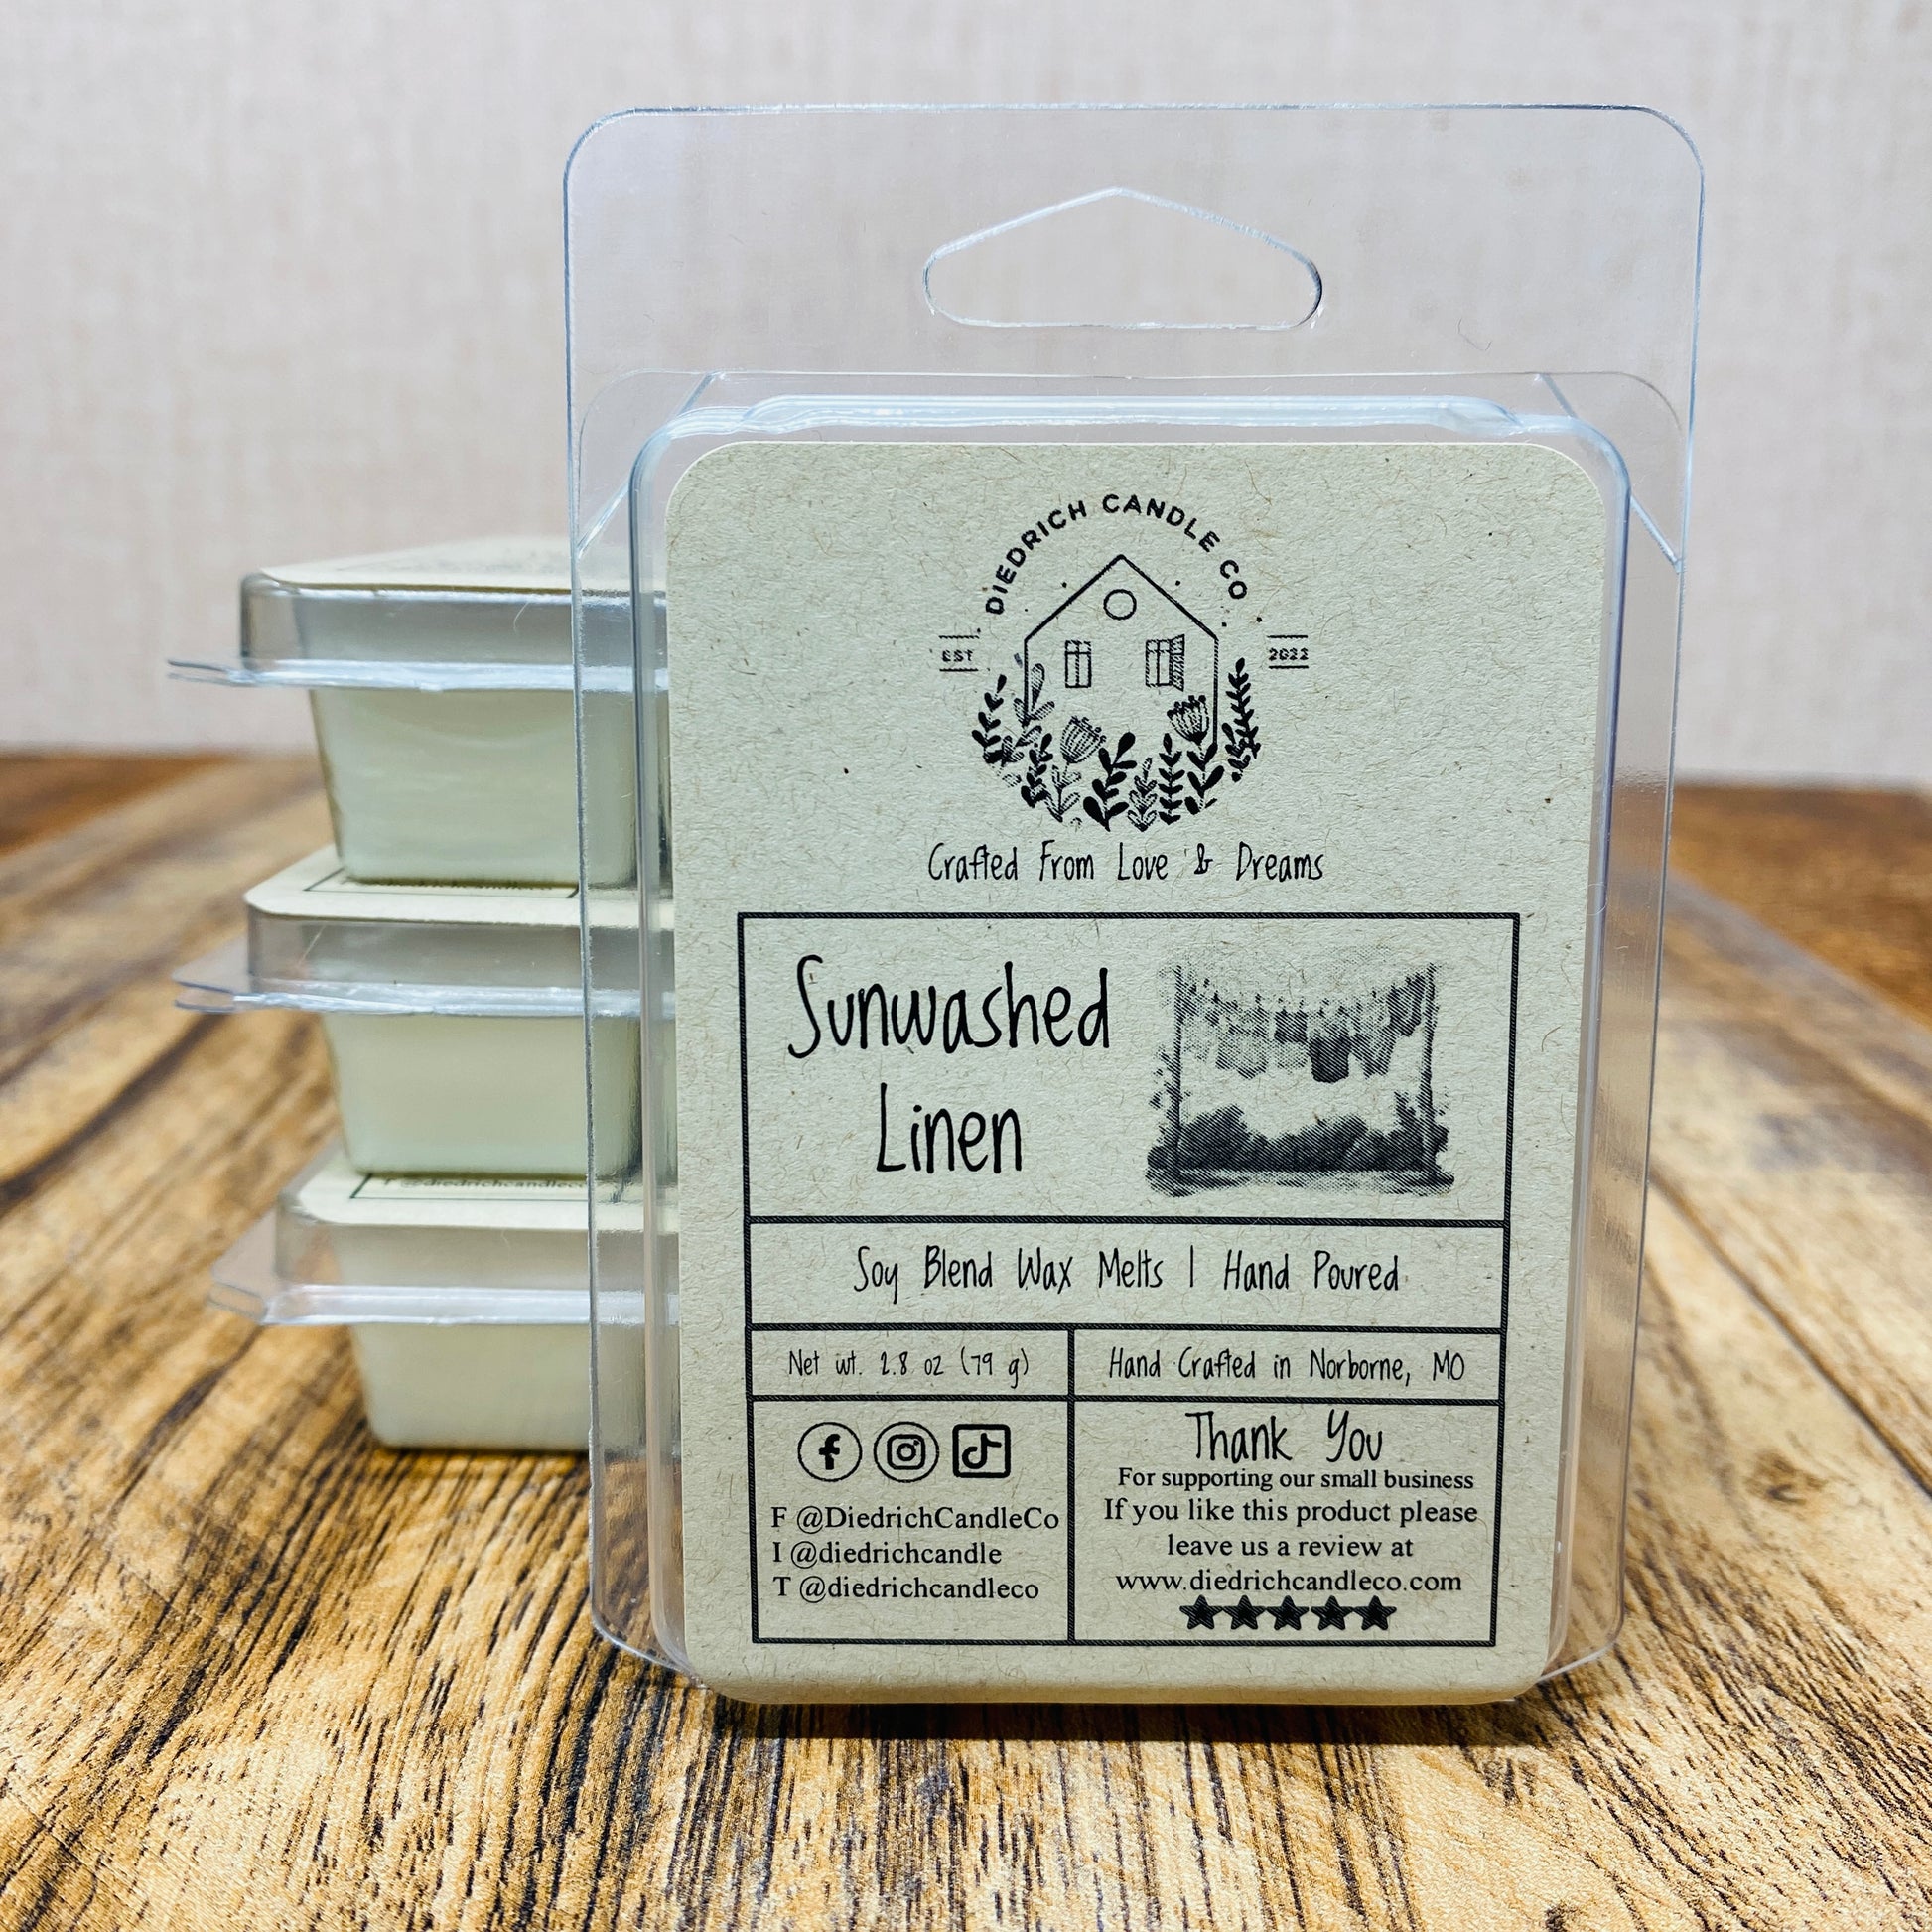 DIEDRICH CANDLE CO
EST 2022
Crafted From Love & Dreams
Sunwashed
Linen
Soy Blend Wax Melts | Hand Poured
Net wt. 2.8 oz (79 g)
Hand Crafted in Norborne, MO
F @DiedrichCandleCo
I @diedrichcandle
T @diedrichcandleco
Thank You
For supporting our small business
If you like this product please
leave us a review at
www.diedrichcandleco.com
T @diedrichcandleco